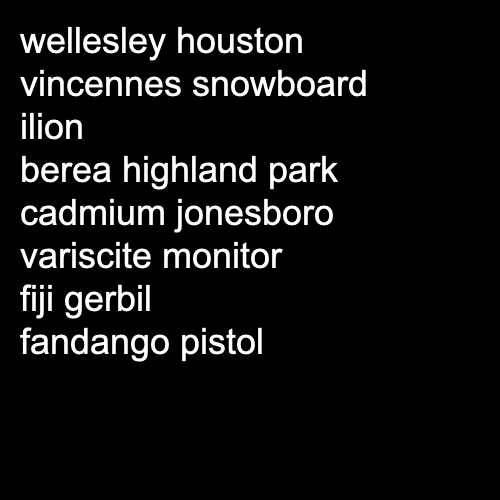 wellesley houston
vincennes snowboard
ilion
berea highland park
cadmium jonesboro
variscite monitor
fiji gerbil
fandango pistol